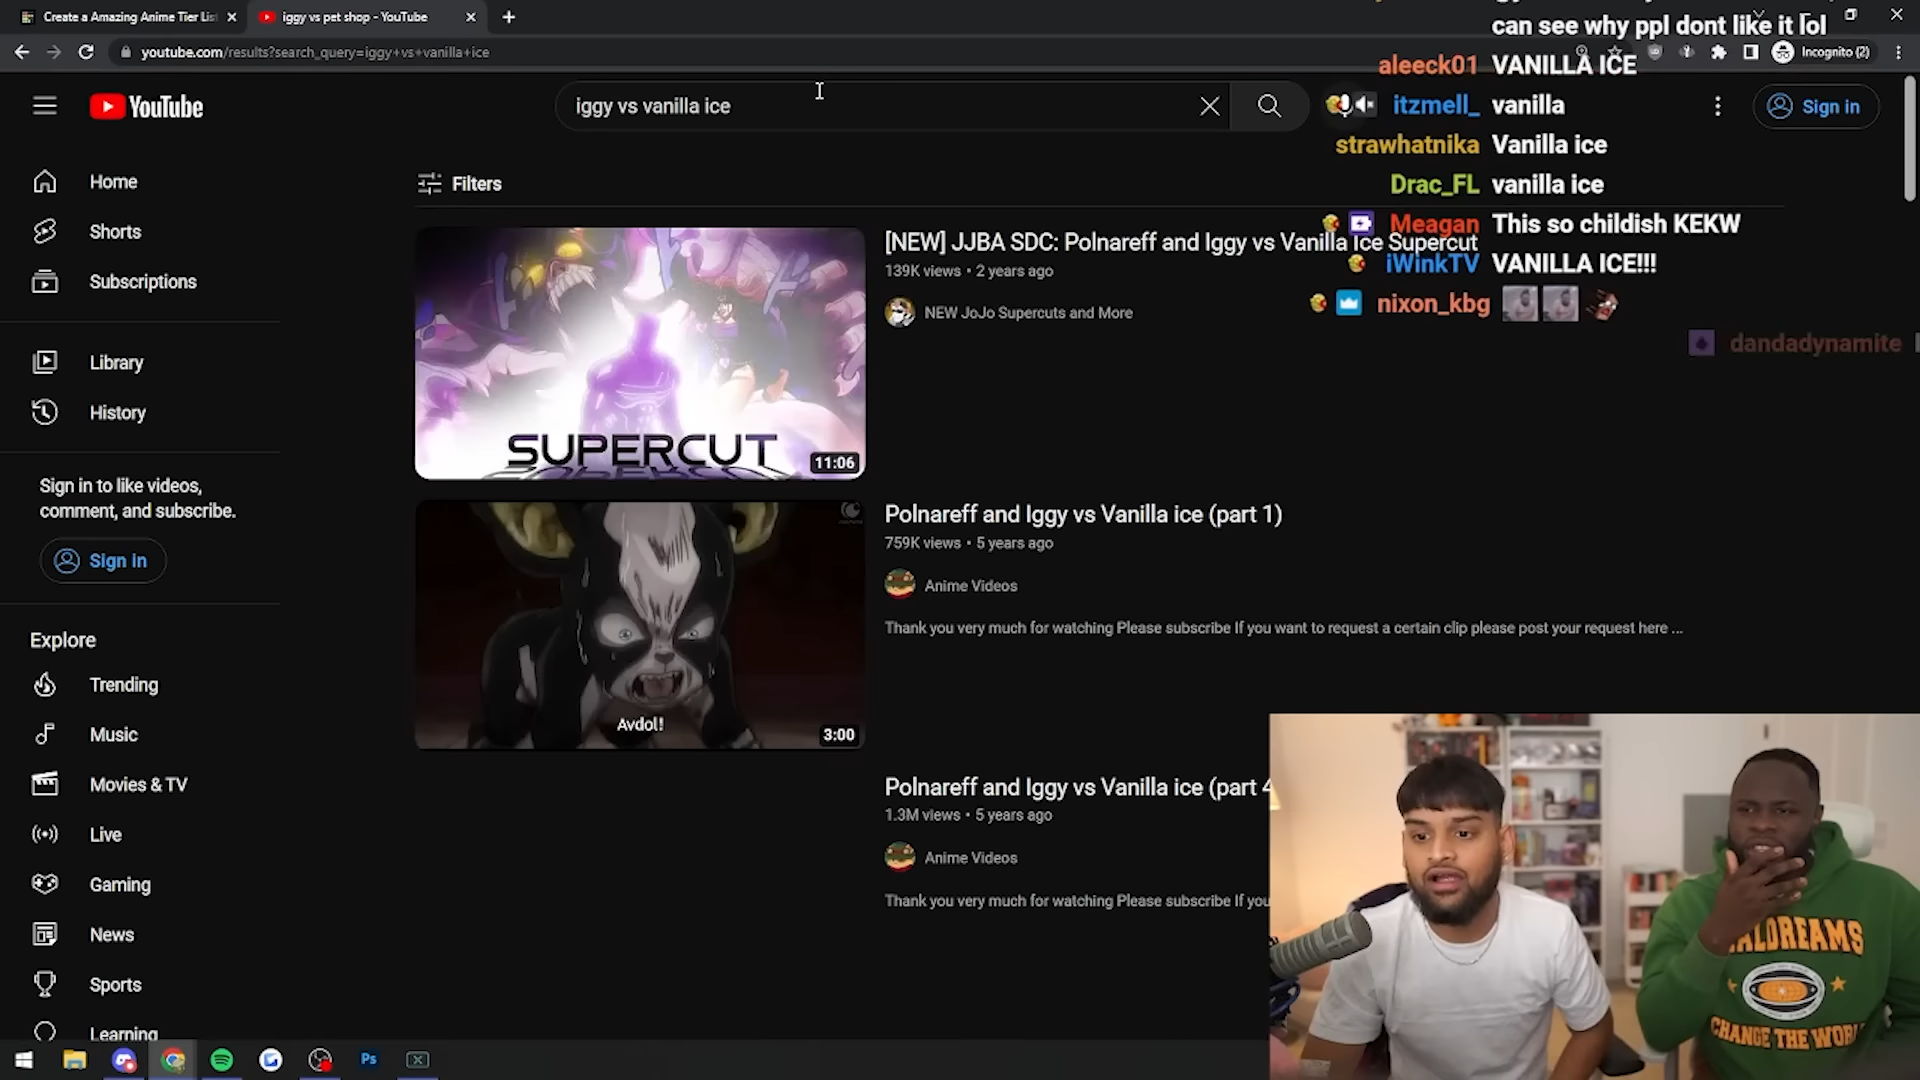 Create a Amazing Anime Tier List
iggy vs pet shop - YouTube
youtube.com/results?search_query=iggy+vs+vanilla+ice
Incognito (2)
YouTube
iggy vs vanilla ice
Sign in
can see why ppl dont like it lol
aleeck01 VANILLA ICE
itzmell_ vanilla
strawhatnika Vanilla ice
Drac_FL vanilla ice
Meagan This so childish KEKW
iWinkTV VANILLA ICE!!!
nixon_kbg
dandadynamite
Home
Shorts
Subscriptions
Library
History
Sign in to like videos,
comment, and subscribe.
Sign in
Explore
Trending
Music
Movies & TV
Live
Gaming
News
Sports
Learning
Filters
SUPERCUT
11:06
[NEW] JJBA SDC: Polnareff and Iggy vs Vanilla Ice Supercut
139K views • 2 years ago
NEW JoJo Supercuts and More
Avdol!
3:00
Polnareff and Iggy vs Vanilla ice (part 1)
759K views • 5 years ago
Anime Videos
Thank you very much for watching Please subscribe If you want to request a certain clip please post your request here ...
Polnareff and Iggy vs Vanilla ice (part 4
1.3M views • 5 years ago
Anime Videos
Thank you very much for watching Please subscribe If you
CHANGE THE
Ps